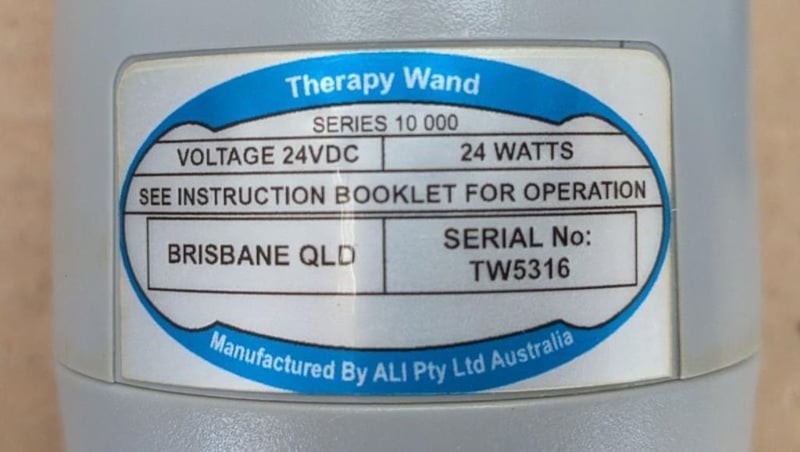 Therapy Wand
SERIES 10 000
VOLTAGE 24VDC 24 WATTS
SEE INSTRUCTION BOOKLET FOR OPERATION
BRISBANE QLD
SERIAL No:
TW5316
Manufactured By ALI Pty Ltd Australia